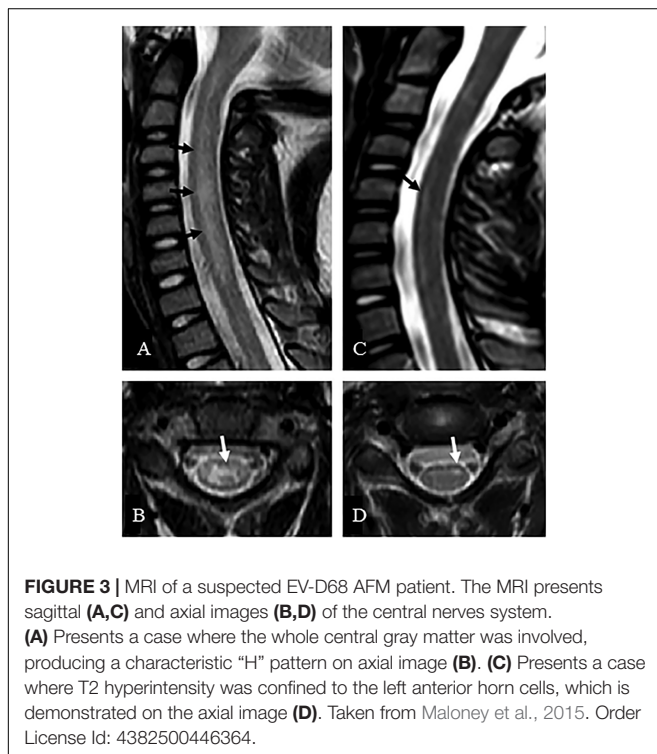 A
C
B
D
FIGURE 3 | MRI of a suspected EV-D68 AFM patient. The MRI presents
sagittal (A,C) and axial images (B,D) of the central nerves system.
(A) Presents a case where the whole central gray matter was involved,
producing a characteristic “H” pattern on axial image (B). (C) Presents a case
where T2 hyperintensity was confined to the left anterior horn cells, which is
demonstrated on the axial image (D). Taken from Maloney et al., 2015. Order
License Id: 4382500446364.